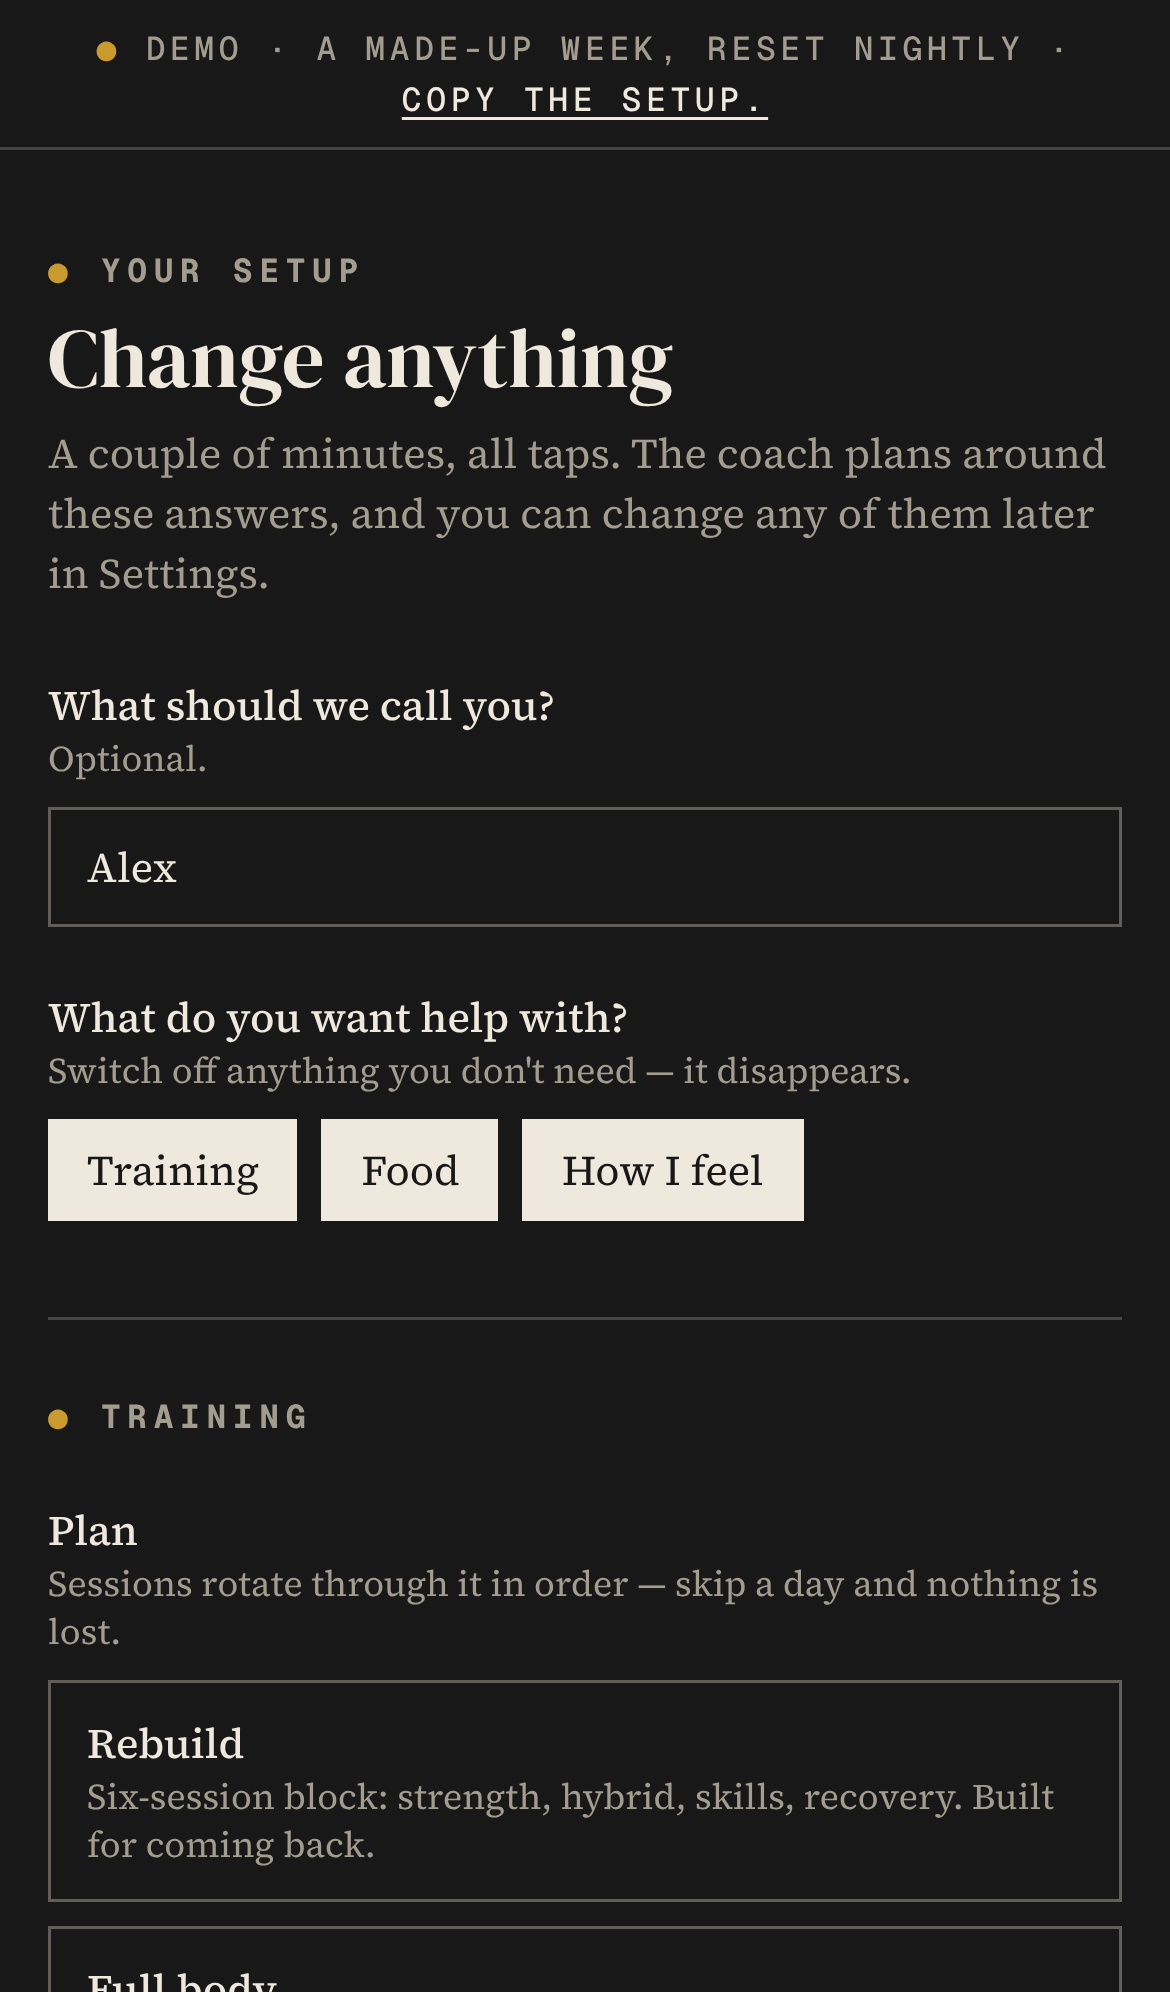 DEMO · A MADE-UP WEEK, RESET NIGHTLY ·
COPY THE SETUP.
YOUR SETUP
Change anything
A couple of minutes, all taps. The coach plans around
these answers, and you can change any of them later
in Settings.
What should we call you?
Optional.
Alex
What do you want help with?
Switch off anything you don't need — it disappears.
Training Food How I feel
TRAINING
Plan
Sessions rotate through it in order — skip a day and nothing is
lost.
Rebuild
Six-session block: strength, hybrid, skills, recovery. Built
for coming back.
Full body